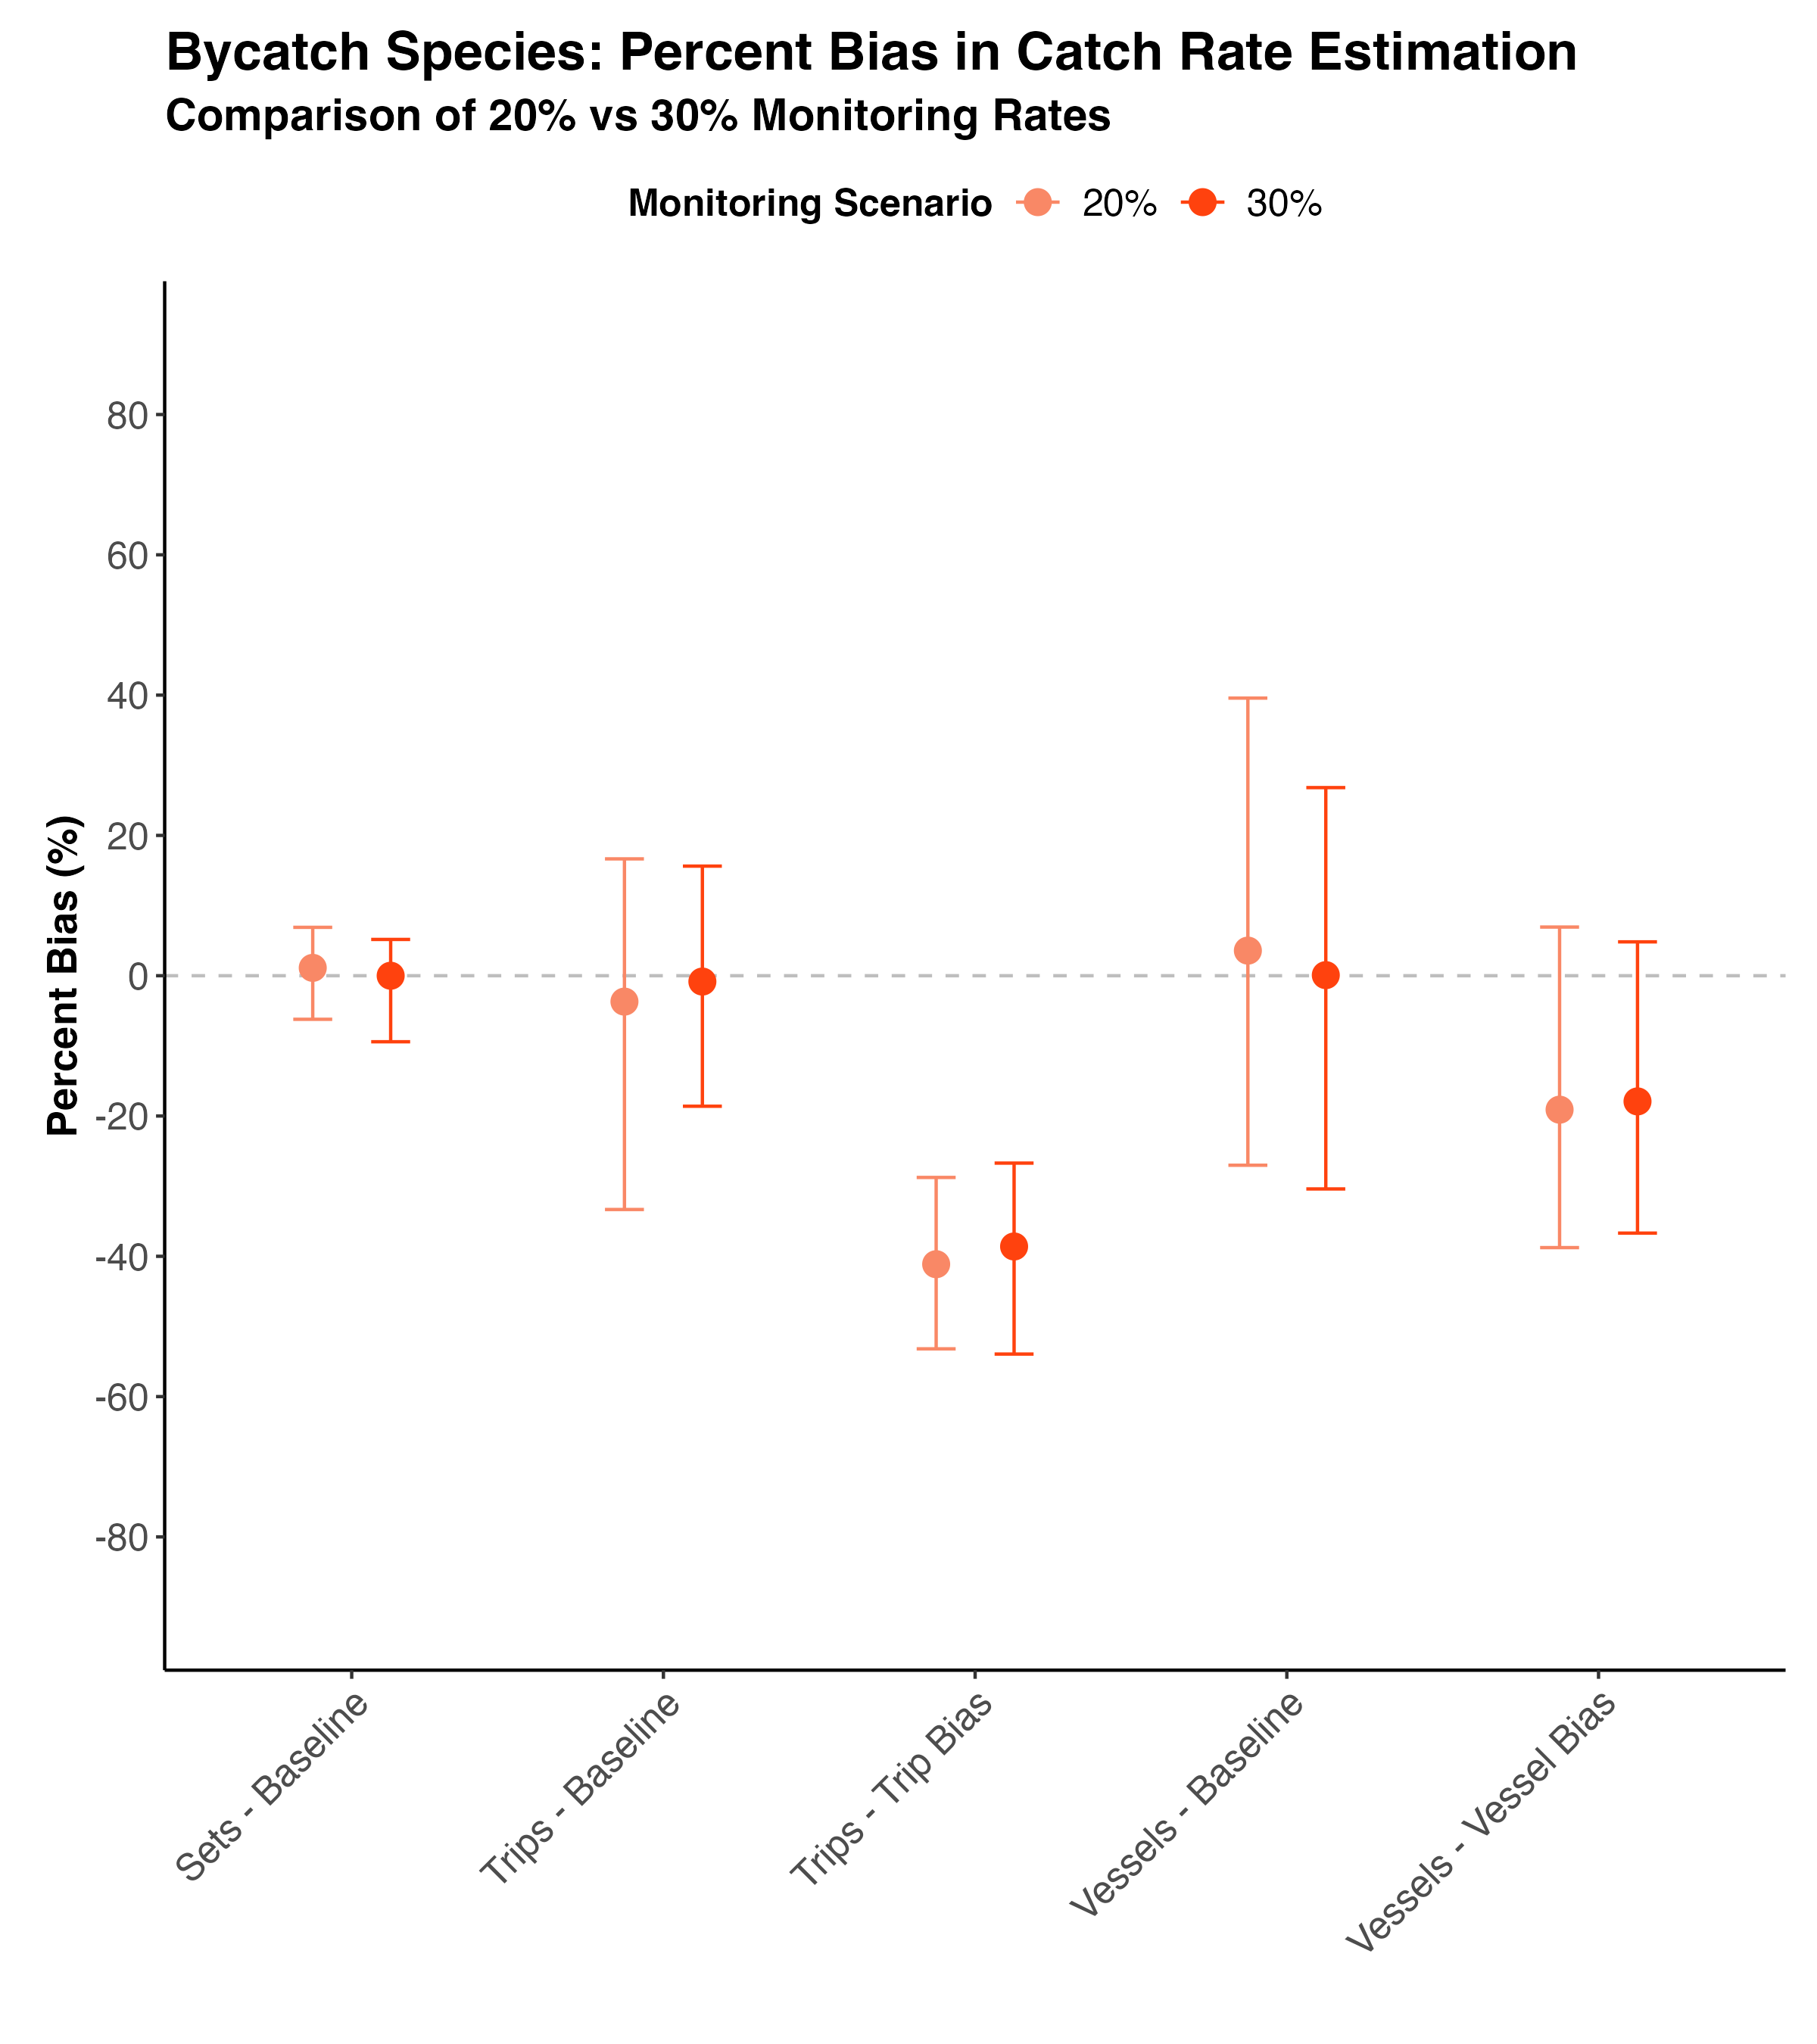 Bycatch Species: Percent Bias in Catch Rate Estimation
Comparison of 20% vs 30% Monitoring Rates
Monitoring Scenario 20% 30%
Percent Bias (%)
80
60
40
20
0
-20
-40
-60
-80
Sets - Baseline
Trips - Baseline
Trips - Trip Bias
Vessels - Baseline
Vessels - Vessel Bias